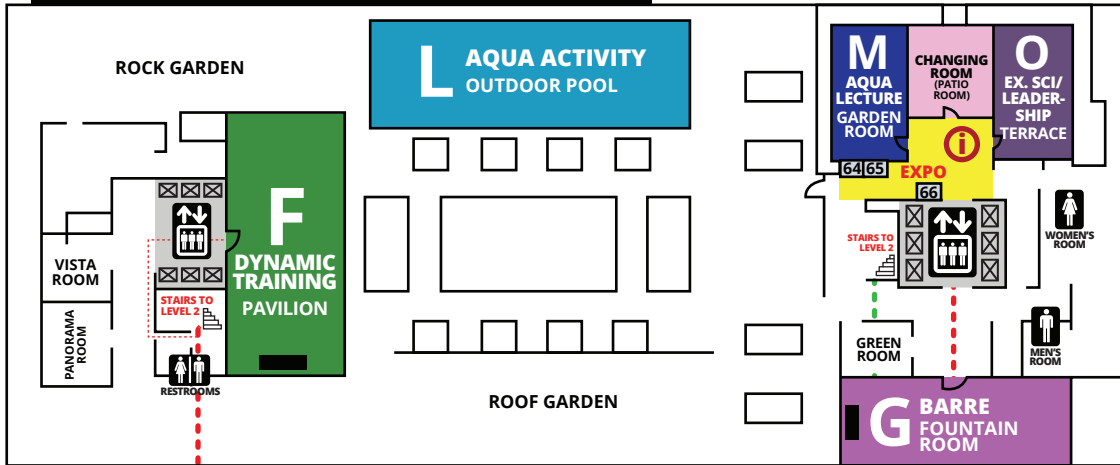 ROCK GARDEN
L
AQUA ACTIVITY
OUTDOOR POOL
M
AQUA
LECTURE
GARDEN
ROOM
CHANGING
ROOM
(PATIO
ROOM)
O
EX. SCI/
LEADER-
SHIP
TERRACE
i
64 65
EXPO
66
F
DYNAMIC
TRAINING
PAVILION
VISTA
ROOM
STAIRS TO
LEVEL 2
PANORAMA
ROOM
RESTROOMS
STAIRS TO
LEVEL 2
WOMEN'S
ROOM
GREEN
ROOM
MEN'S
ROOM
ROOF GARDEN
G
BARRE
FOUNTAIN
ROOM